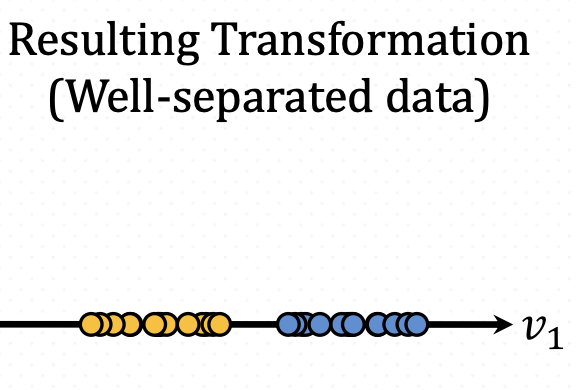 Resulting Transformation
(Well-separated data)
v₁